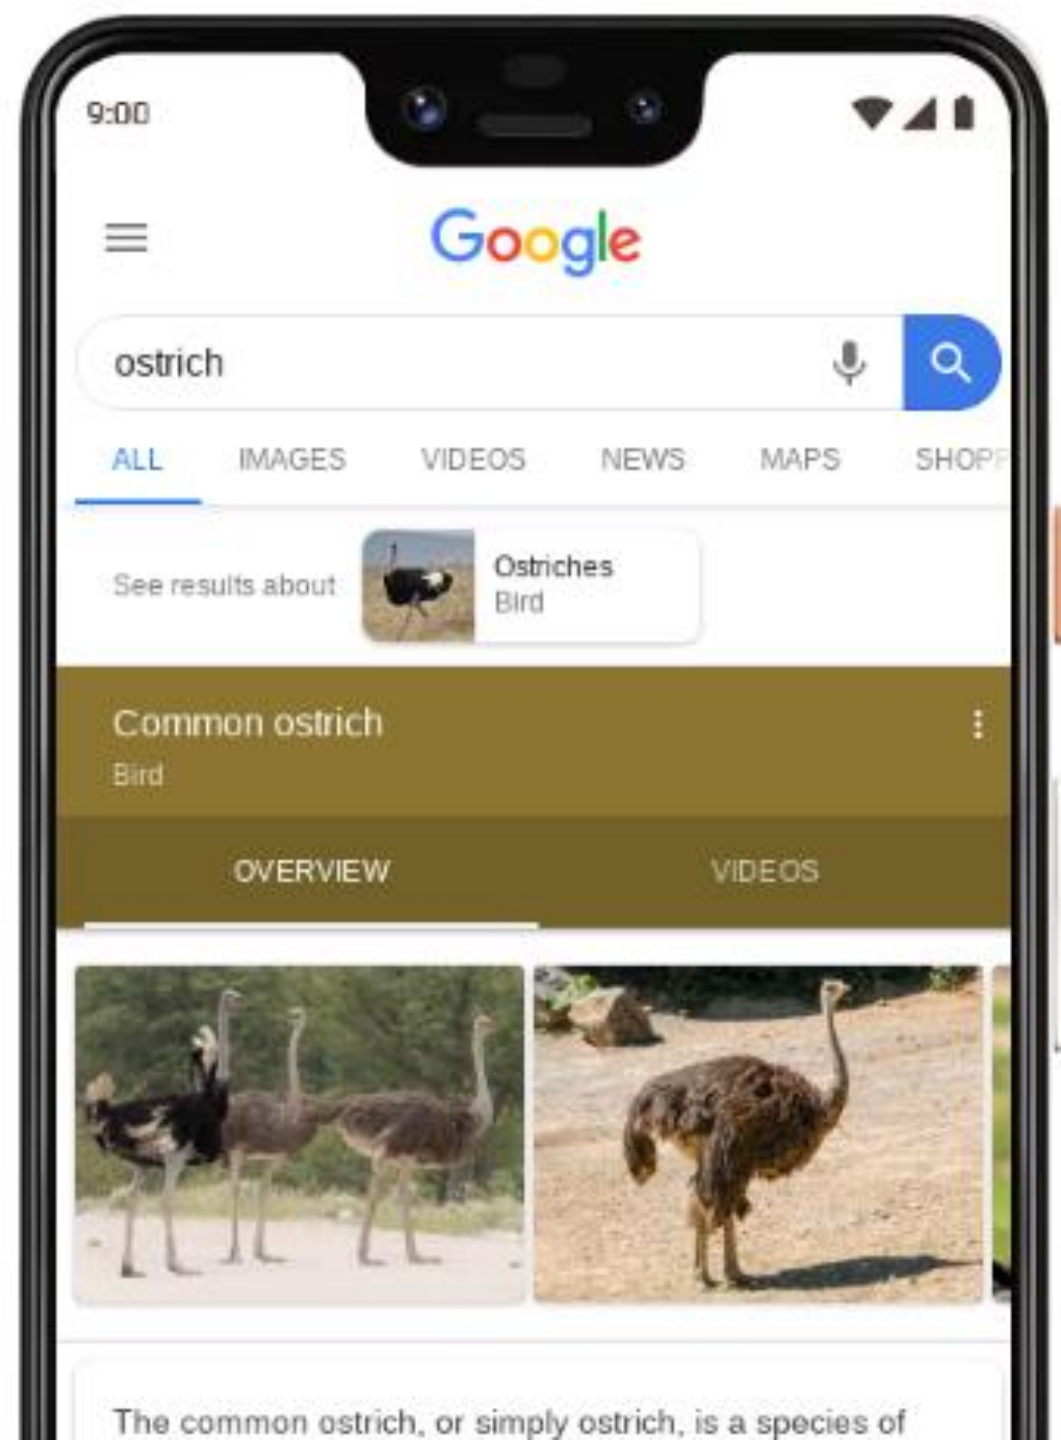 9:00
Google
ostrich
ALL IMAGES VIDEOS NEWS MAPS SHOPP
See results about
Ostriches
Bird
Common ostrich
Bird
OVERVIEW VIDEOS
The common ostrich, or simply ostrich, is a species of